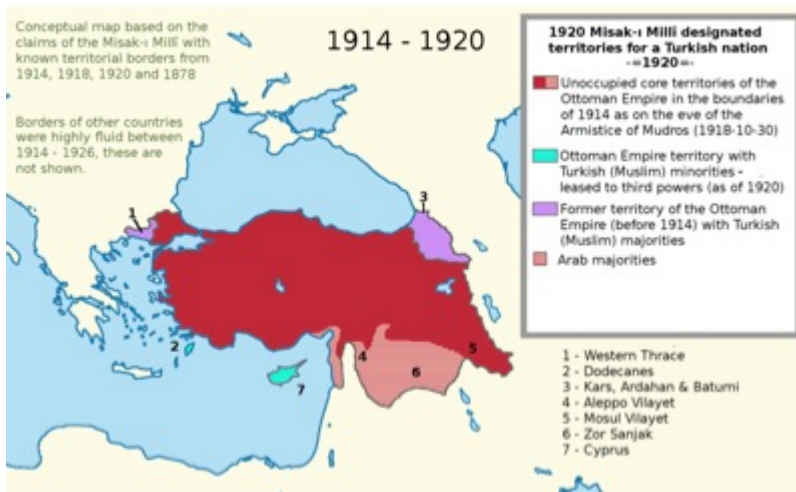 Conceptual map based on the
claims of the Misak-ı Millî with
known territorial borders from
1914, 1918, 1920 and 1878
Borders of other countries
were highly fluid between
1914 - 1926, these are
not shown.
1914 - 1920
1920 Misak-ı Millî designated
territories for a Turkish nation
-=1920=-
Unoccupied core territories of the
Ottoman Empire in the boundaries
of 1914 as on the eve of the
Armistice of Mudros (1918-10-30)
Ottoman Empire territory with
Turkish (Muslim) minorities -
leased to third powers (as of 1920)
Former territory of the Ottoman
Empire (before 1914) with Turkish
(Muslim) majorities
Arab majorities
1
3
2
4
5
6
7
1 - Western Thrace
2 - Dodecanes
3 - Kars, Ardahan & Batumi
4 - Aleppo Vilayet
5 - Mosul Vilayet
6 - Zor Sanjak
7 - Cyprus